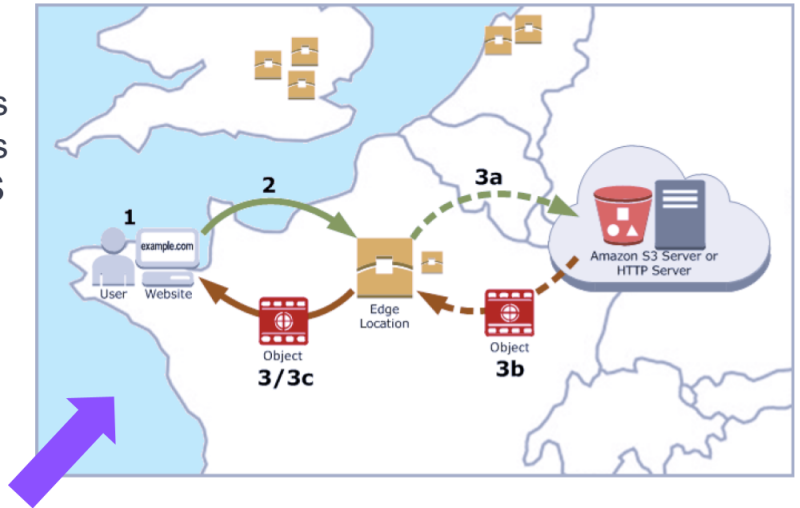 s
s
S
1
2
3a
example.com
User
Website
Edge
Location
Amazon S3 Server or
HTTP Server
Object
3/3c
Object
3b